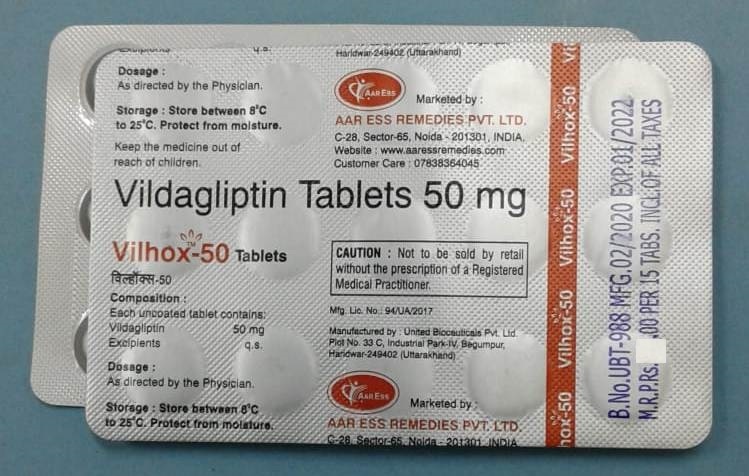 Excipients q.s.
Dosage :
As directed by the Physician.
Storage : Store between 8°C
to 25°C. Protect from moisture.
Keep the medicine out of
reach of children.
Haridwar-249402 (Uttarakhand)
AAR ESS
Marketed by :
AAR ESS REMEDIES PVT. LTD.
C-28, Sector-65, Noida - 201301, INDIA.
Website : www.aaressremedies.com
Customer Care : 07838364045
Vildagliptin Tablets 50 mg
Vilhox™-50 Tablets
विल्हॉक्स-50
Composition :
Each uncoated tablet contains:
Vildagliptin 50 mg
Excipients q.s.
Dosage :
As directed by the Physician.
Storage : Store between 8°C
to 25°C. Protect from moisture.
CAUTION : Not to be sold by retail
without the prescription of a Registered
Medical Practitioner.
Mfg. Lic. No.: 94/UA/2017
Manufactured by : United Bioceuticals Pvt. Ltd.
Plot No. 33 C, Industrial Park-IV, Begumpur,
Haridwar-249402 (Uttarakhand)
AAR ESS
Marketed by :
AAR ESS REMEDIES PVT. LTD.
C-28, Sector-65, Noida - 201301, INDIA
hox-50 Vilhox-50 Vilhox-50 Vilhox-50 Vil
B.No.UBT-988 MFG.02/2020 EXP.01/2022
M.R.P.Rs. .00 PER 15 TABS. INCL.OF ALL TAXES